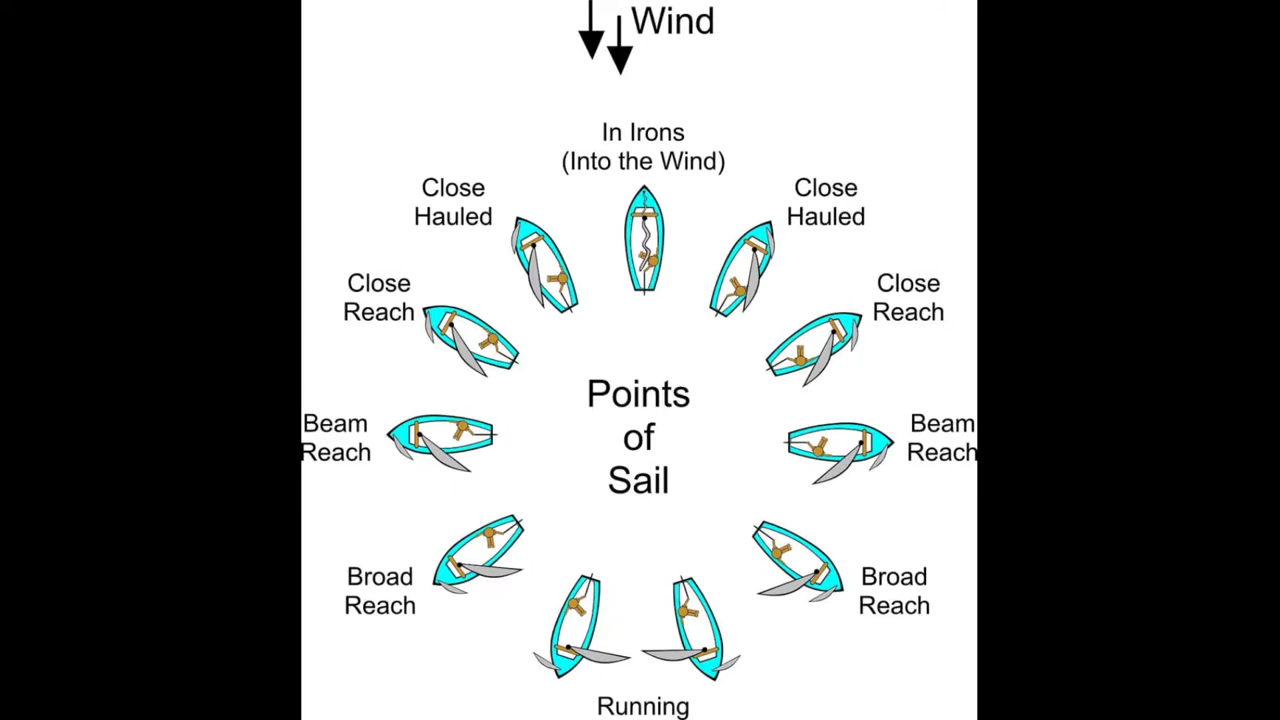 Wind
In Irons
(Into the Wind)
Close
Hauled
Close
Hauled
Close
Reach
Close
Reach
Points
of
Sail
Beam
Reach
Beam
Reach
Broad
Reach
Broad
Reach
Running